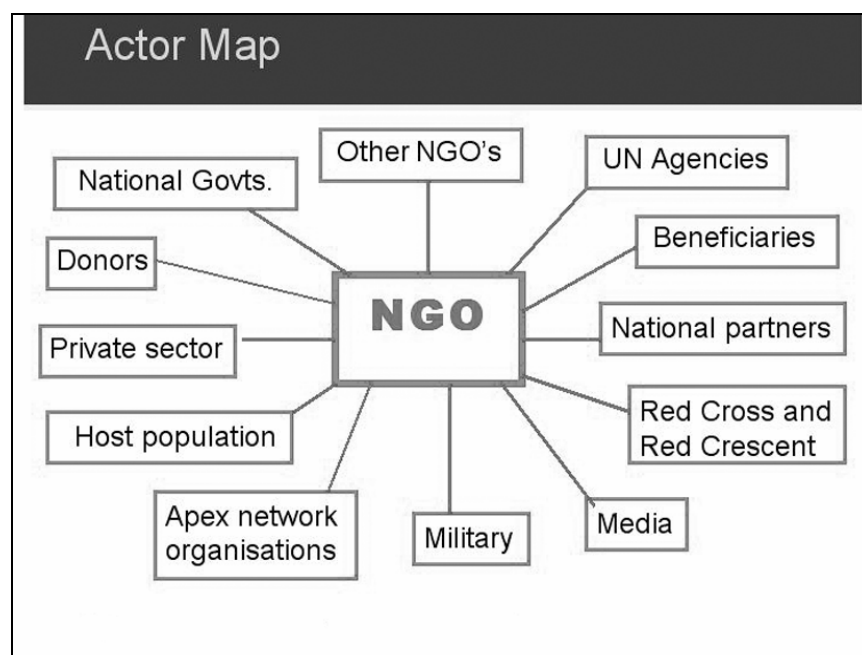 Actor Map
Other NGO's
UN Agencies
National Govts.
Beneficiaries
Donors
NGO
National partners
Private sector
Red Cross and
Red Crescent
Host population
Apex network
organisations
Military
Media